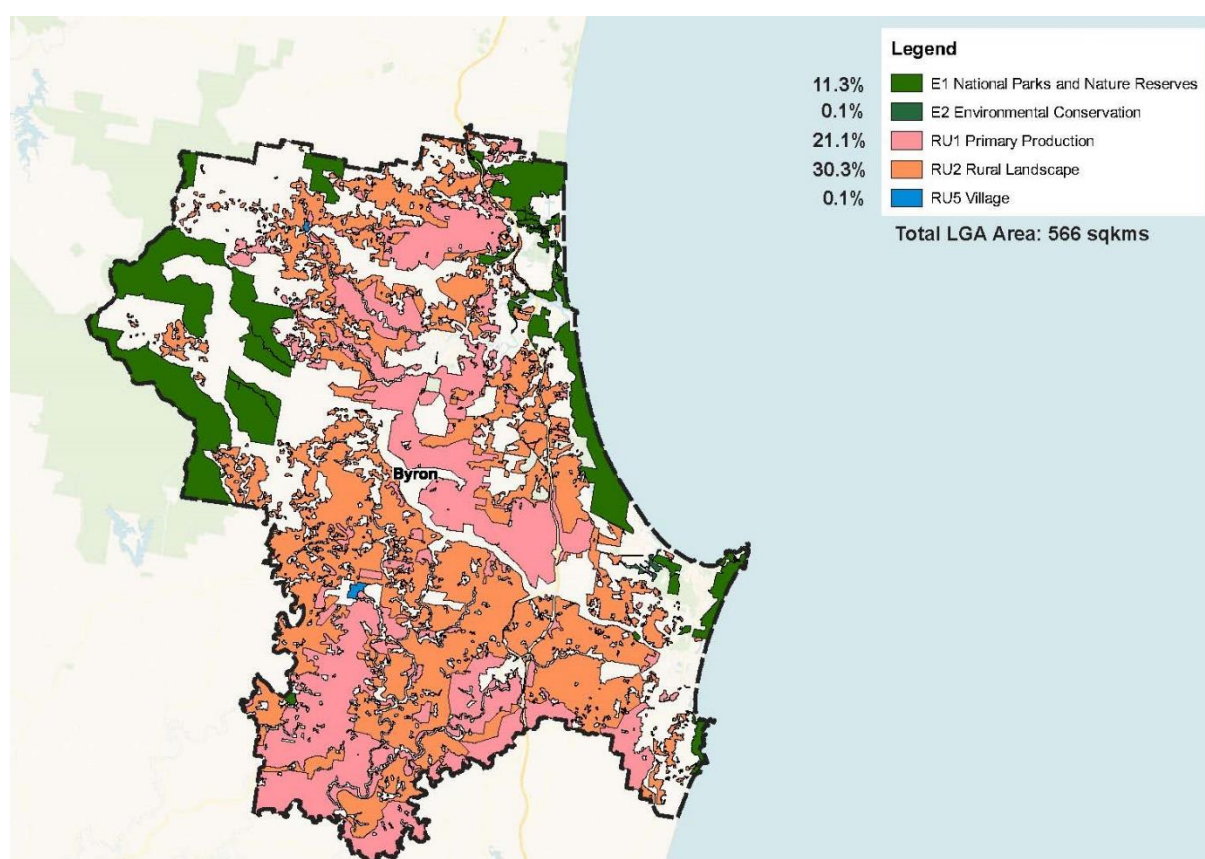 Legend
11.3% E1 National Parks and Nature Reserves
0.1% E2 Environmental Conservation
21.1% RU1 Primary Production
30.3% RU2 Rural Landscape
0.1% RU5 Village
Total LGA Area: 566 sqkms
Byron